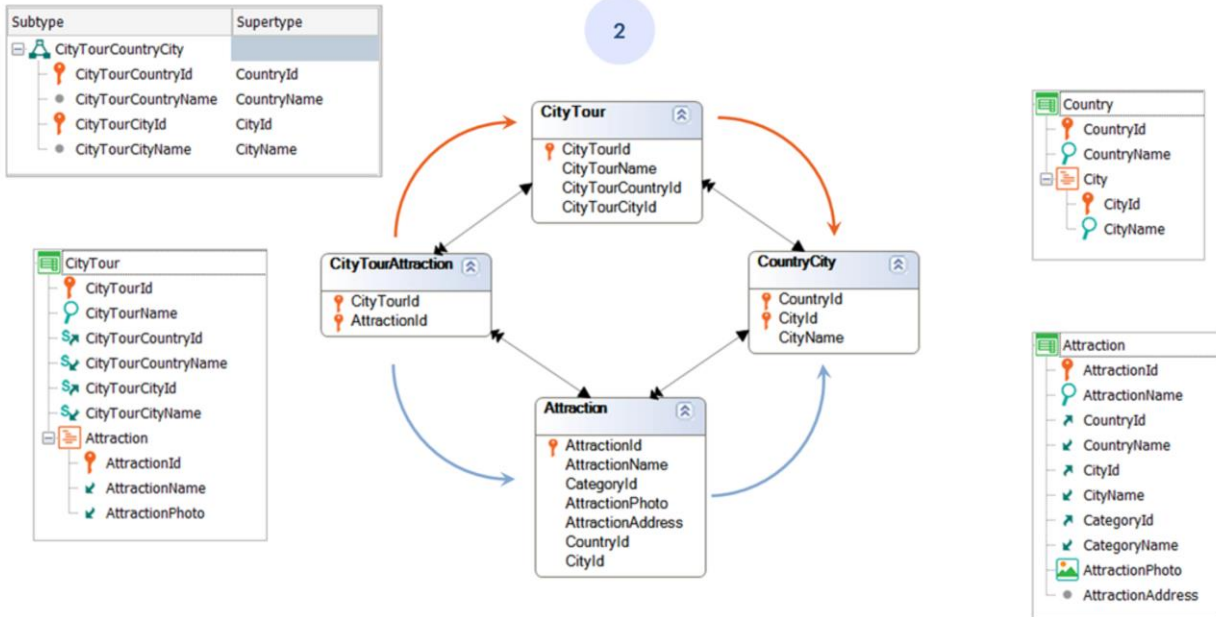 Subtype Supertype
CityTourCountryCity
CityTourCountryId CountryId
CityTourCountryName CountryName
CityTourCityId CityId
CityTourCityName CityName
2
CityTour
CityTourId
CityTourName
CityTourCountryId
CityTourCityId
Country
CountryId
CountryName
City
CityId
CityName
CityTour
CityTourId
CityTourName
CityTourCountryId
CityTourCountryName
CityTourCityId
CityTourCityName
Attraction
AttractionId
AttractionName
AttractionPhoto
CityTourAttraction
CityTourId
AttractionId
CountryCity
CountryId
CityId
CityName
Attraction
AttractionId
AttractionName
CategoryId
AttractionPhoto
AttractionAddress
CountryId
CityId
Attraction
AttractionId
AttractionName
CountryId
CountryName
CityId
CityName
CategoryId
CategoryName
AttractionPhoto
AttractionAddress